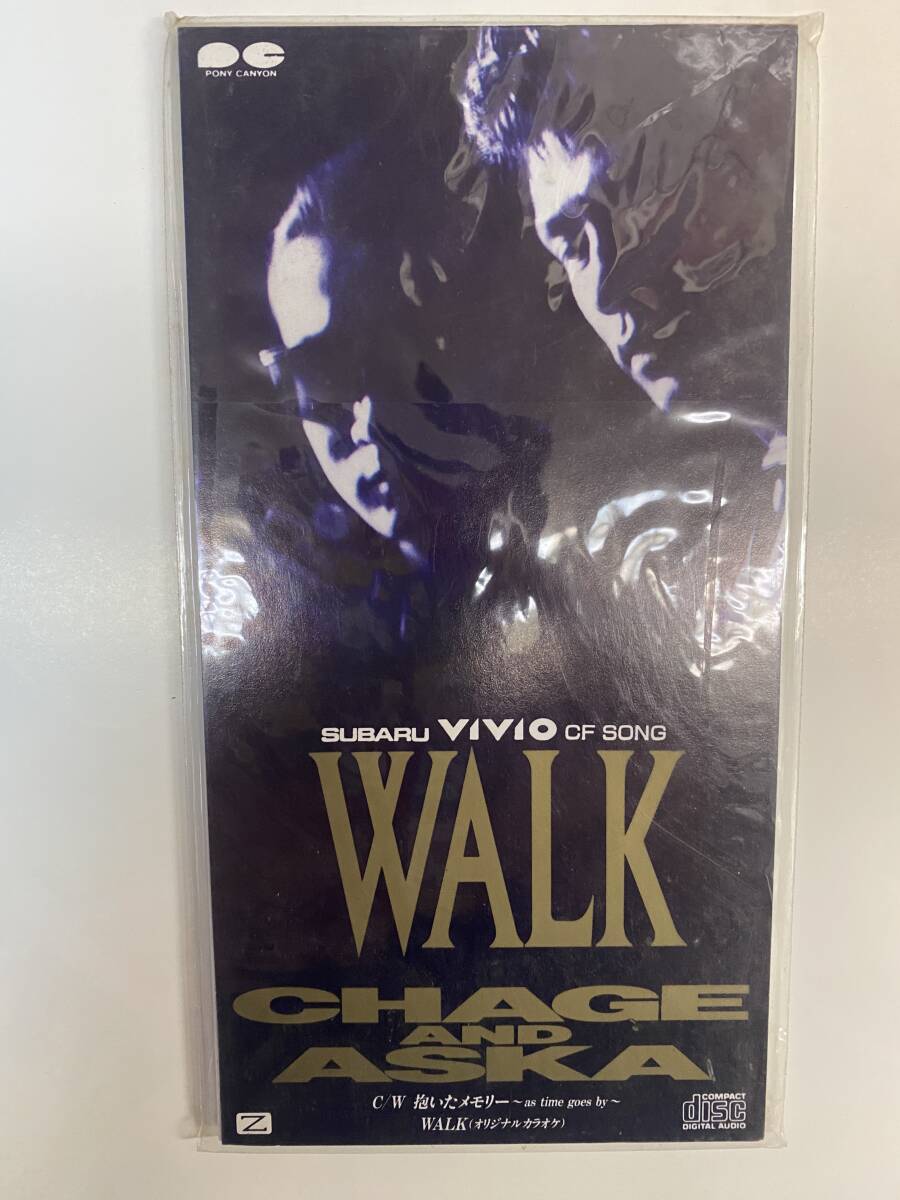 PONY CANYON
SUBARU VIVIO CF SONG
WALK
CHAGE
AND
ASKA
C/W 抱いたメモリー～as time goes by～
WALK(オリジナルカラオケ)
Z
COMPACT
disc
DIGITAL AUDIO